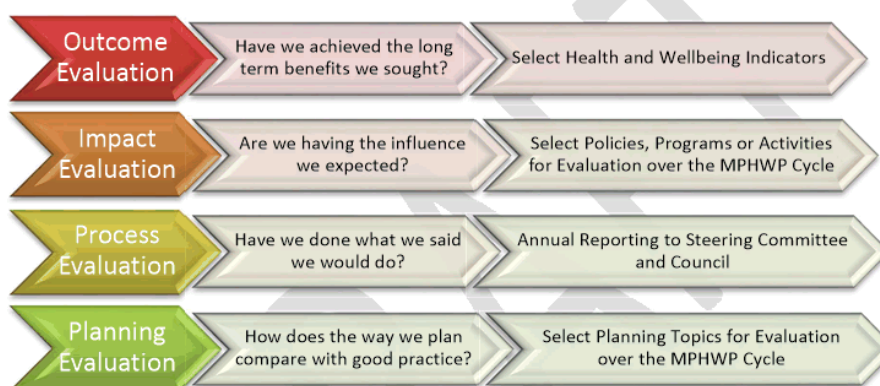 Outcome
Evaluation
Have we achieved the long
term benefits we sought?
Select Health and Wellbeing Indicators
Impact
Evaluation
Are we having the influence
we expected?
Select Policies, Programs or Activities
for Evaluation over the MPHWP Cycle
Process
Evaluation
Have we done what we said
we would do?
Annual Reporting to Steering Committee
and Council
Planning
Evaluation
How does the way we plan
compare with good practice?
Select Planning Topics for Evaluation
over the MPHWP Cycle